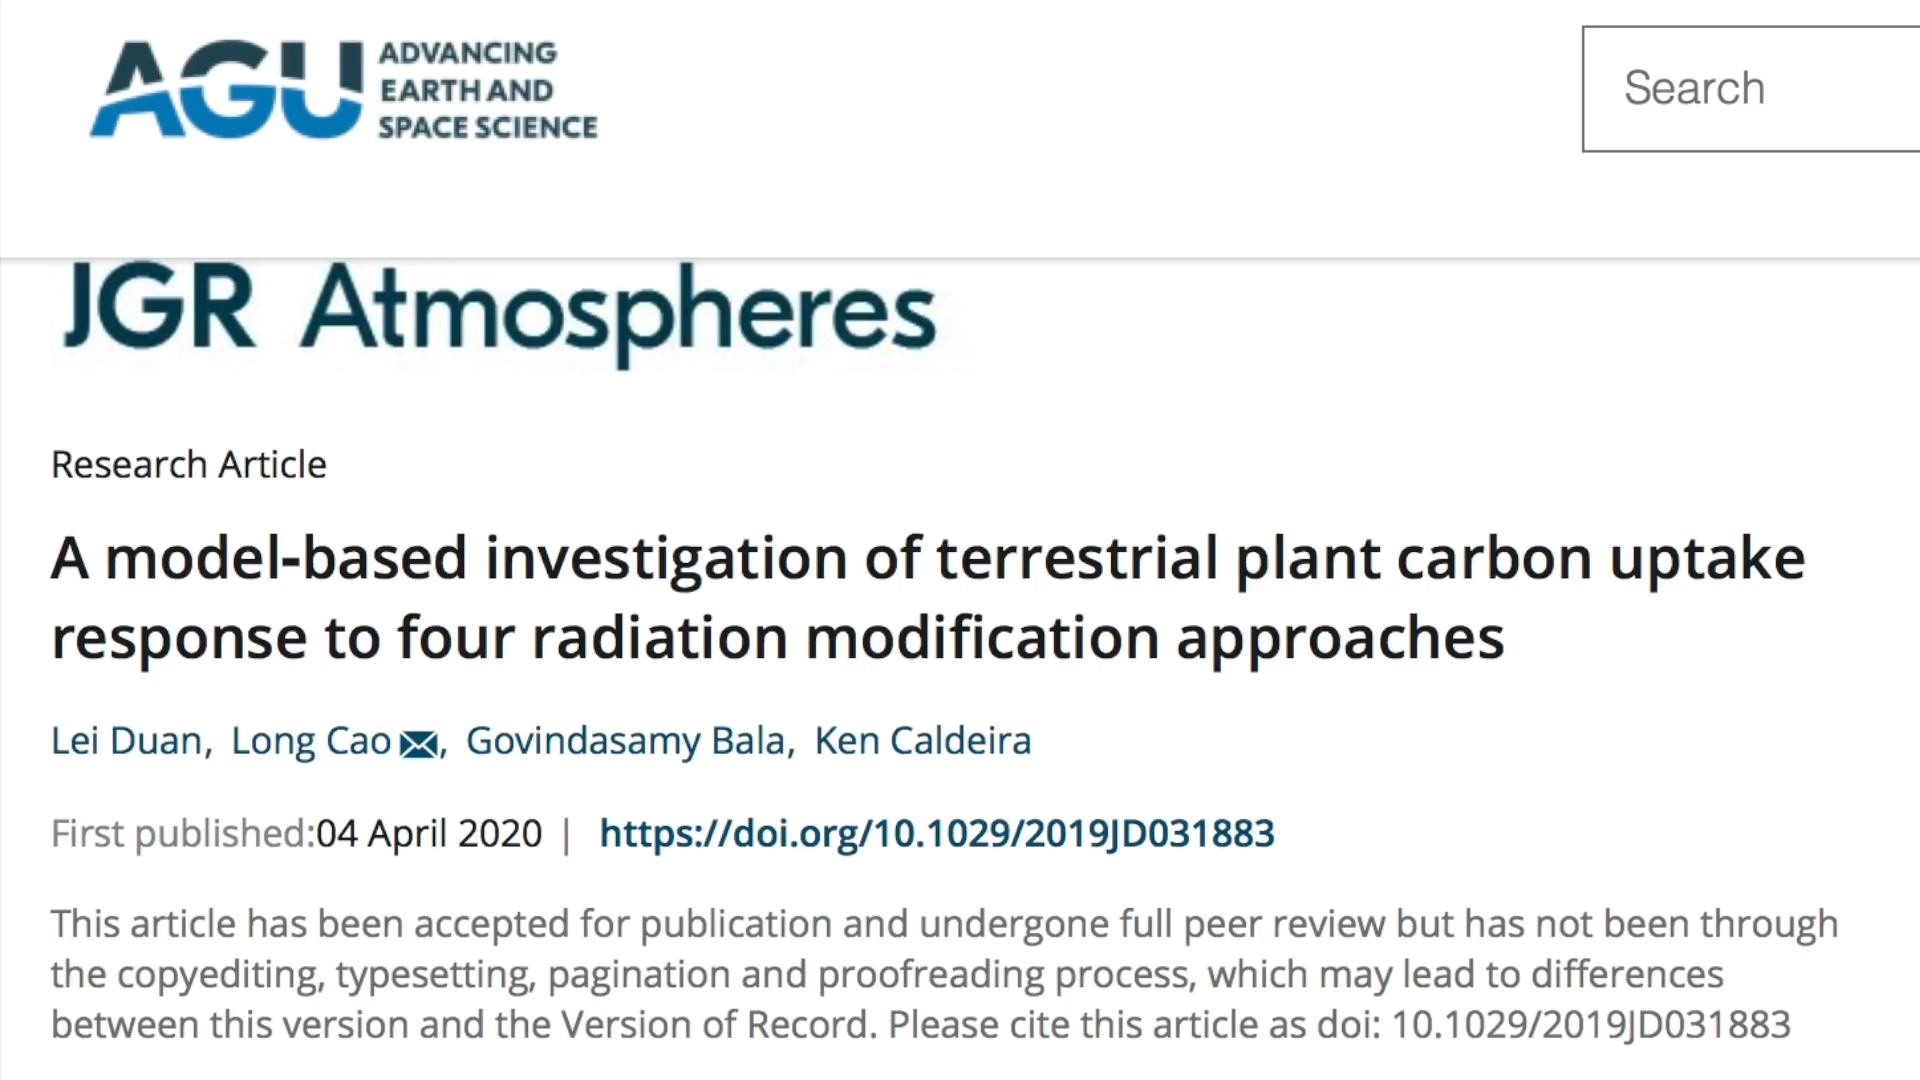 AGU ADVANCING
EARTH AND
SPACE SCIENCE
Search
JGR Atmospheres
Research Article
A model-based investigation of terrestrial plant carbon uptake
response to four radiation modification approaches
Lei Duan, Long Cao, Govindasamy Bala, Ken Caldeira
First published:04 April 2020 | https://doi.org/10.1029/2019JD031883
This article has been accepted for publication and undergone full peer review but has not been through
the copyediting, typesetting, pagination and proofreading process, which may lead to differences
between this version and the Version of Record. Please cite this article as doi: 10.1029/2019JD031883